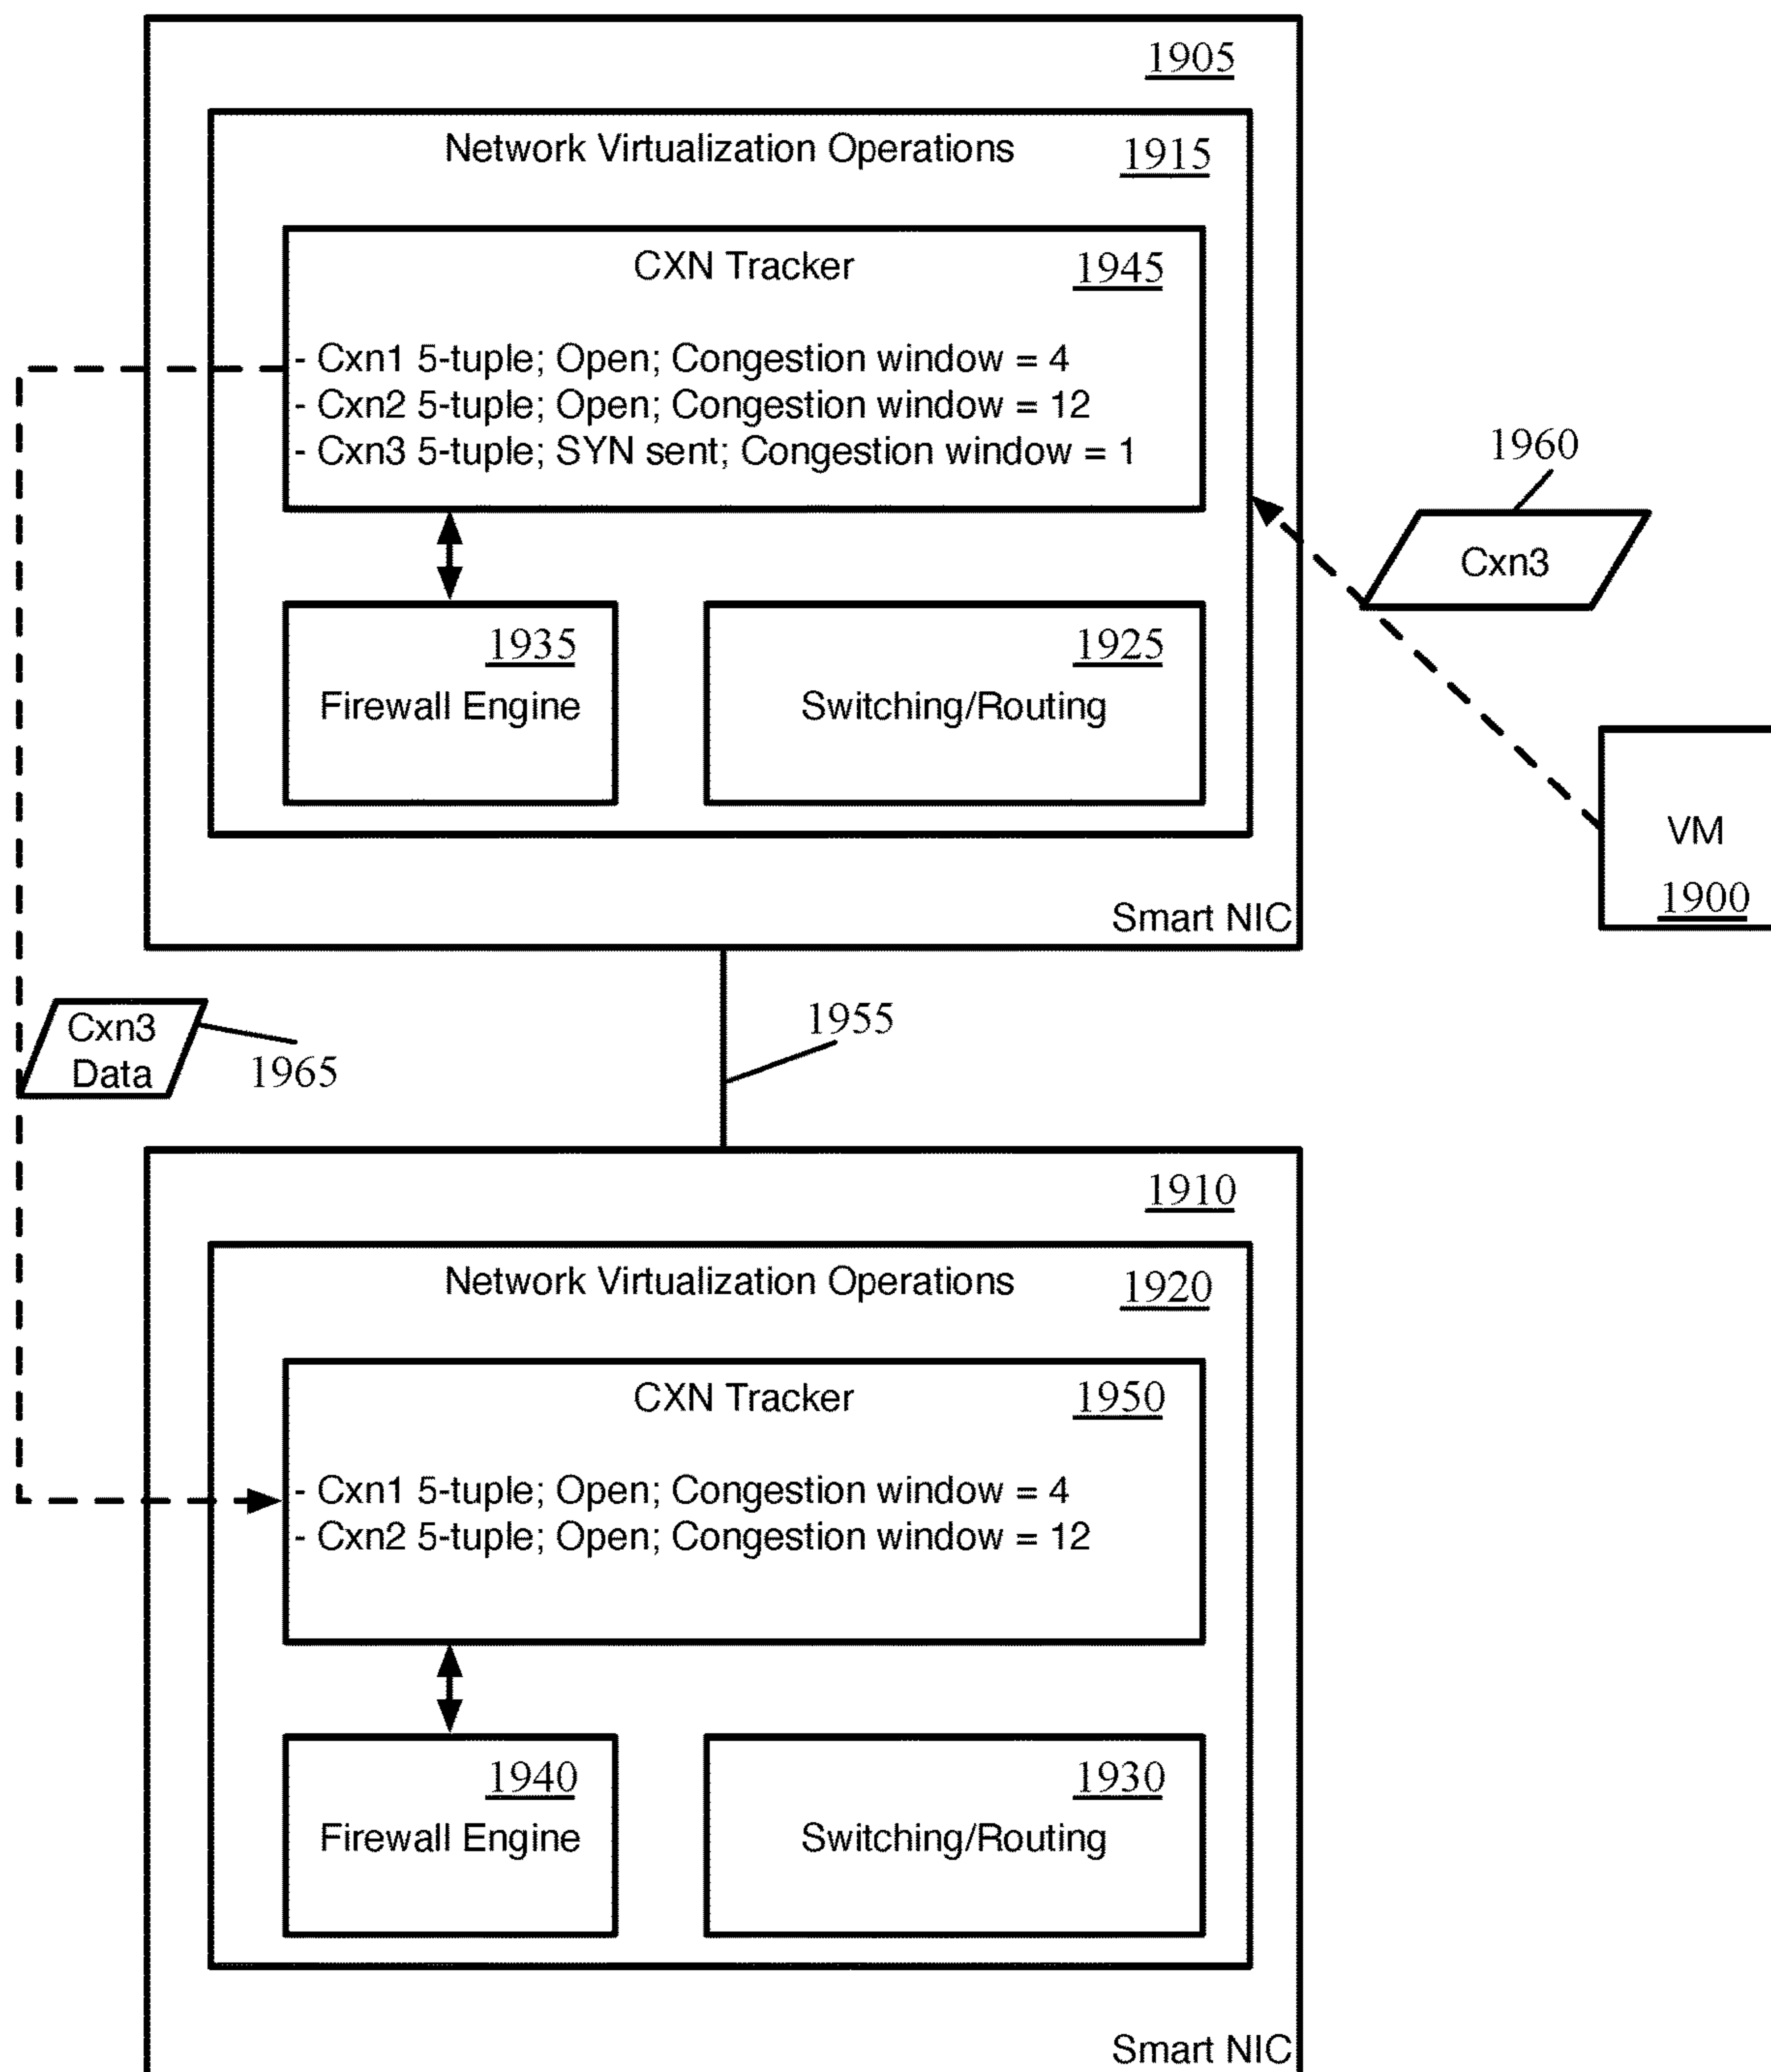 1905
Network Virtualization Operations
1915
CXN Tracker
1945
- Cxn1 5-tuple; Open; Congestion window = 4
- Cxn2 5-tuple; Open; Congestion window = 12
- Cxn3 5-tuple; SYN sent; Congestion window = 1
1960
Cxn3
1935
Firewall Engine
1925
Switching/Routing
VM
1900
Smart NIC
Cxn3
Data
1965
1955
1910
Network Virtualization Operations
1920
CXN Tracker
1950
- Cxn1 5-tuple; Open; Congestion window = 4
- Cxn2 5-tuple; Open; Congestion window = 12
1940
Firewall Engine
1930
Switching/Routing
Smart NIC